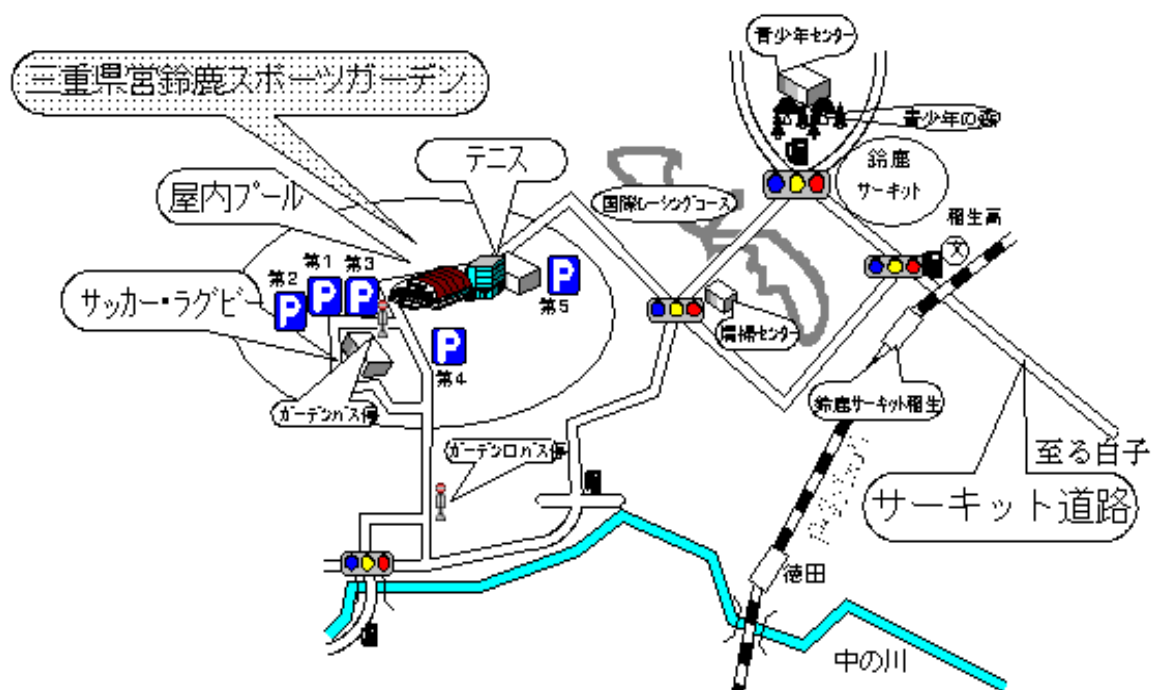 青少年センター
三重県営鈴鹿スポーツガーデン
青少年の森
テニス
鈴鹿
サーキット
屋内プール
国際レーシングコース
稲生高
文
第1
第2
第3
P
P
P
P
第5
サッカー・ラグビー
清掃センター
P
第4
ガーデンバス停
鈴鹿サーキット稲生
至る白子
ガーデン口バス停
サーキット道路
徳田
中の川